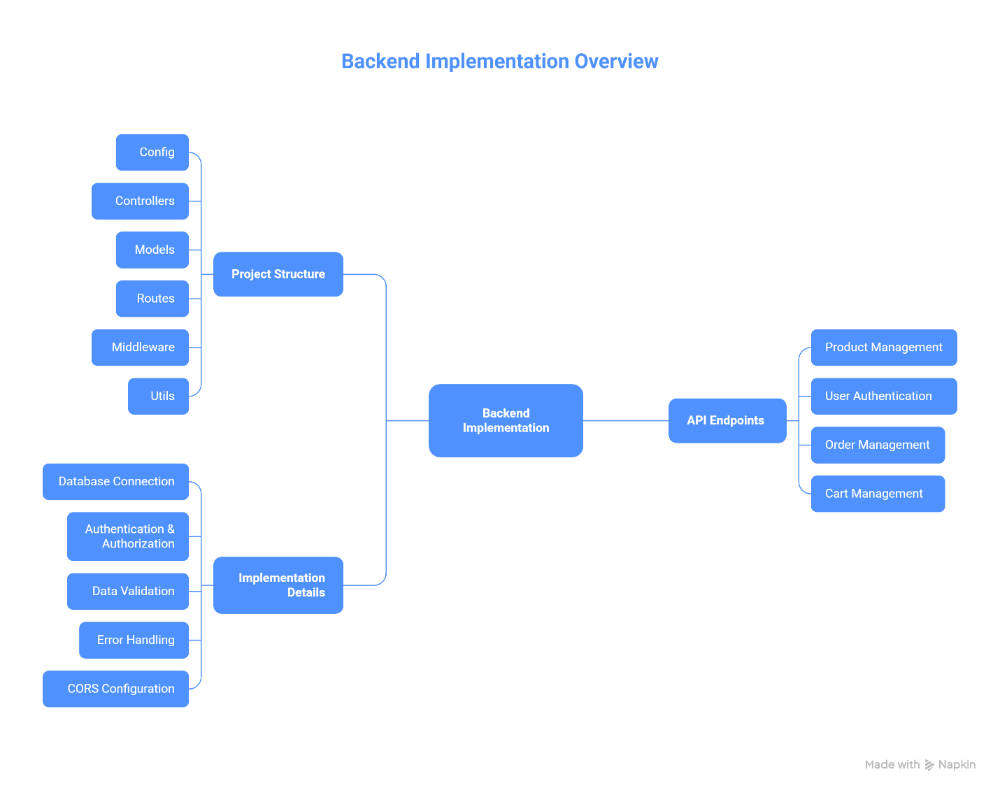 Backend Implementation Overview
Config
Controllers
Models
Routes
Middleware
Utils
Project Structure
Database Connection
Authentication &
Authorization
Data Validation
Error Handling
CORS Configuration
Implementation
Details
Backend
Implementation
API Endpoints
Product Management
User Authentication
Order Management
Cart Management
Made with Napkin